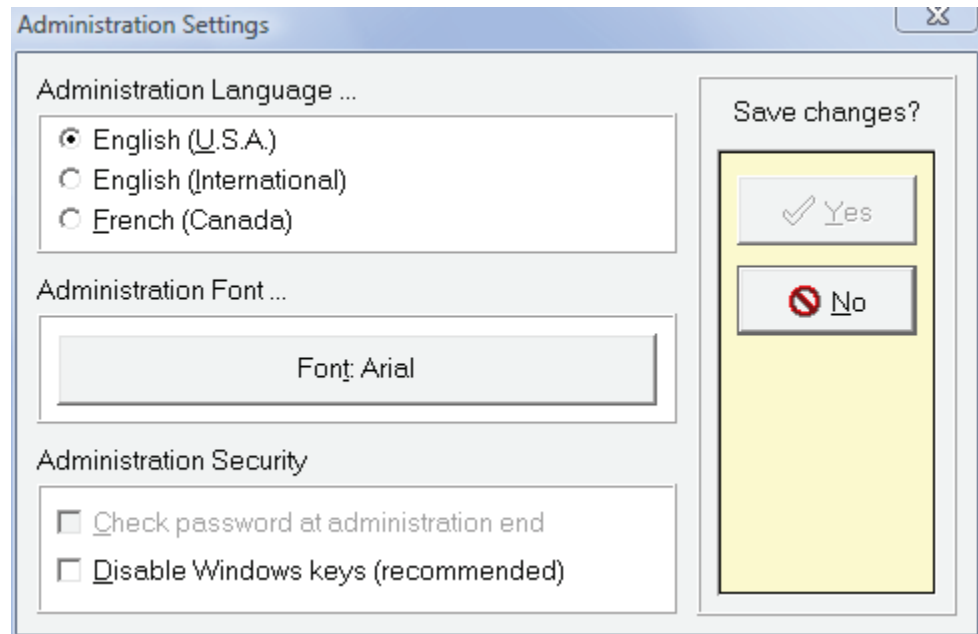 Administration Settings
Administration Language ...
English (U.S.A.)
English (International)
French (Canada)
Administration Font ...
Font: Arial
Administration Security
Check password at administration end
Disable Windows keys (recommended)
Save changes?
Yes
No